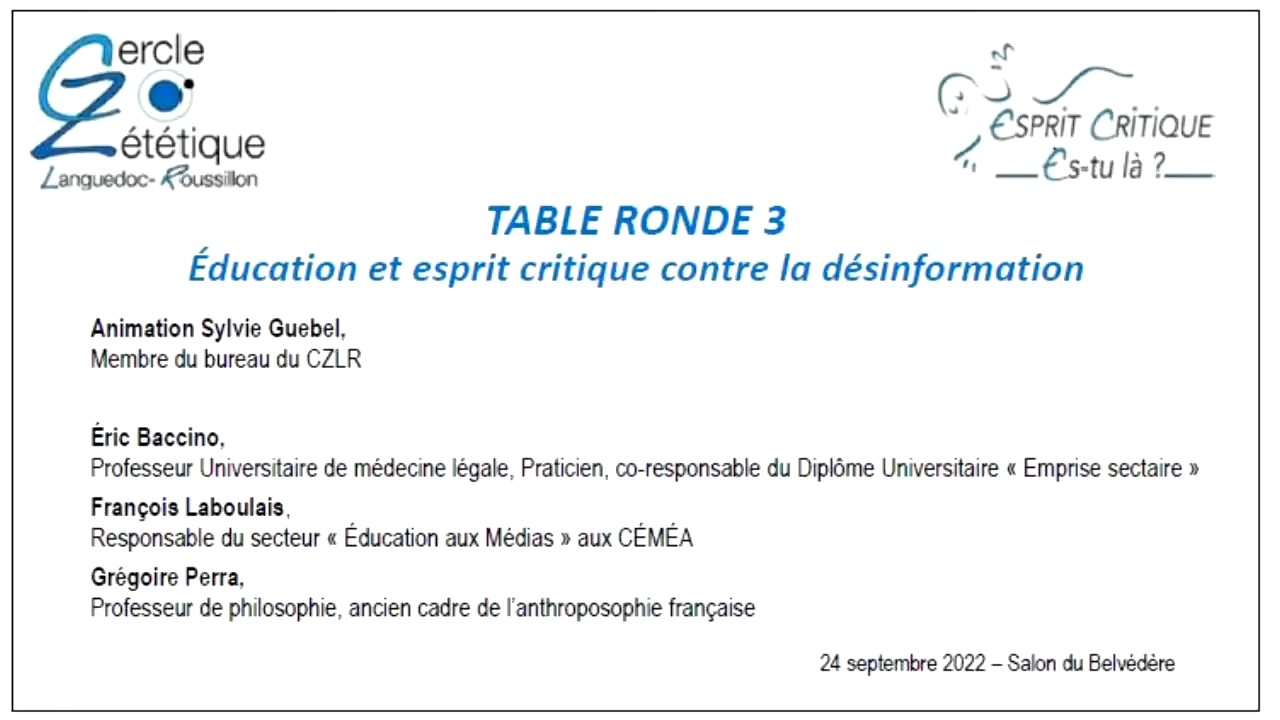 Cercle
Zététique
Languedoc-Roussillon
ESPRIT CRITIQUE
Es-tu là ?
TABLE RONDE 3
Éducation et esprit critique contre la désinformation
Animation Sylvie Guebel,
Membre du bureau du CZLR
Éric Baccino,
Professeur Universitaire de médecine légale, Praticien, co-responsable du Diplôme Universitaire « Emprise sectaire »
François Laboulais,
Responsable du secteur « Éducation aux Médias » aux CÉMÉA
Grégoire Perra,
Professeur de philosophie, ancien cadre de l'anthroposophie française
24 septembre 2022 – Salon du Belvédère